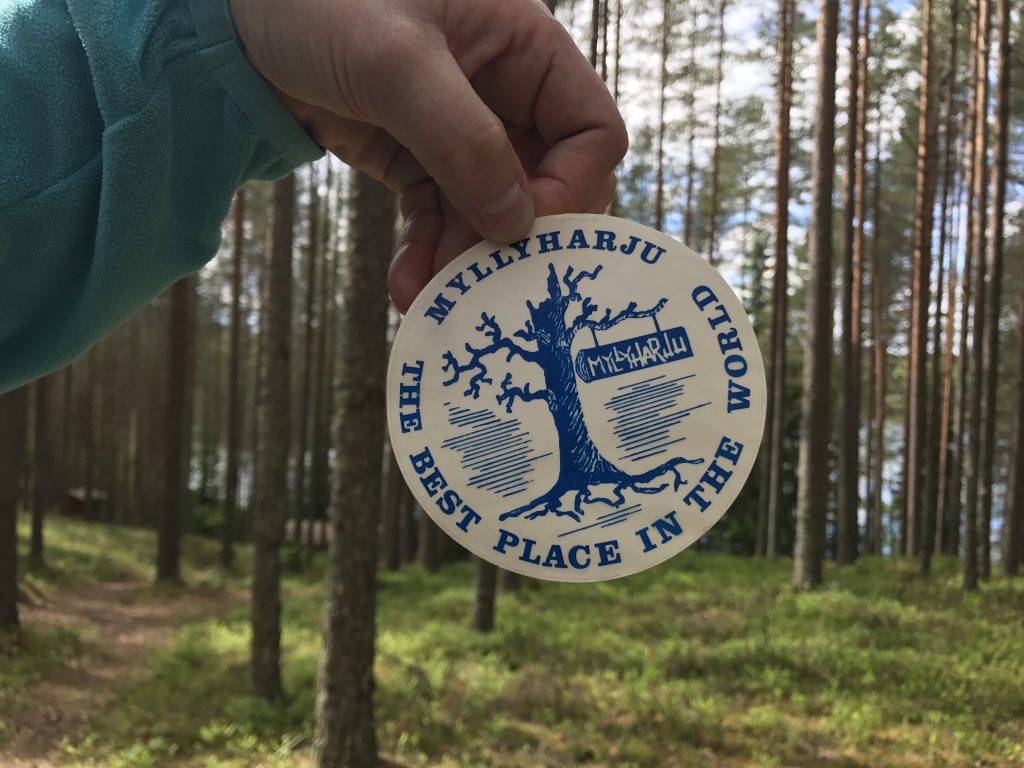 MYLLYHARJU
MYLLYHARJU
THE BEST PLACE IN THE WORLD